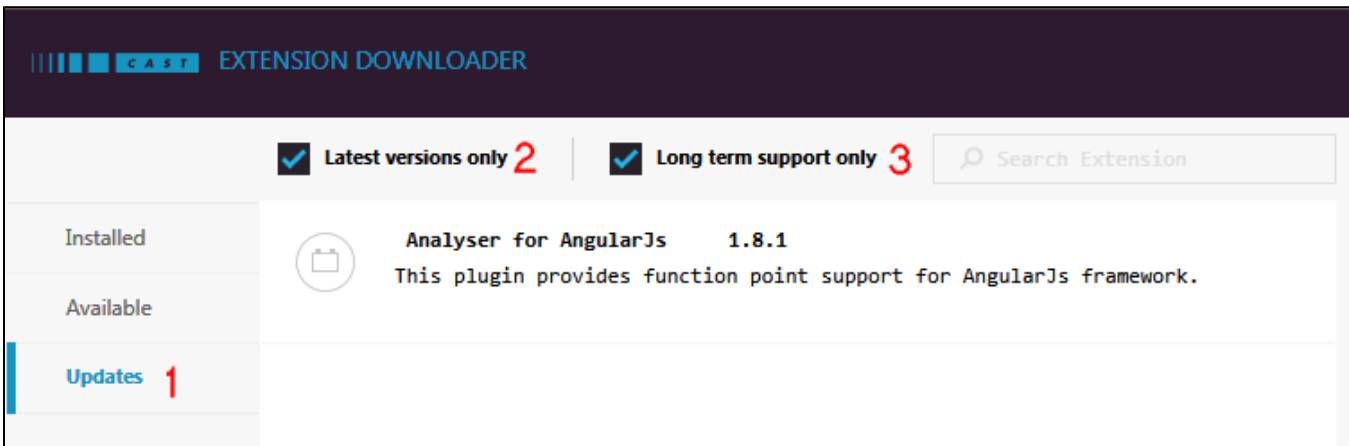 CAST EXTENSION DOWNLOADER
Latest versions only 2 Long term support only 3 Search Extension
Installed
Available
Updates 1
Analyser for AngularJs 1.8.1
This plugin provides function point support for AngularJs framework.